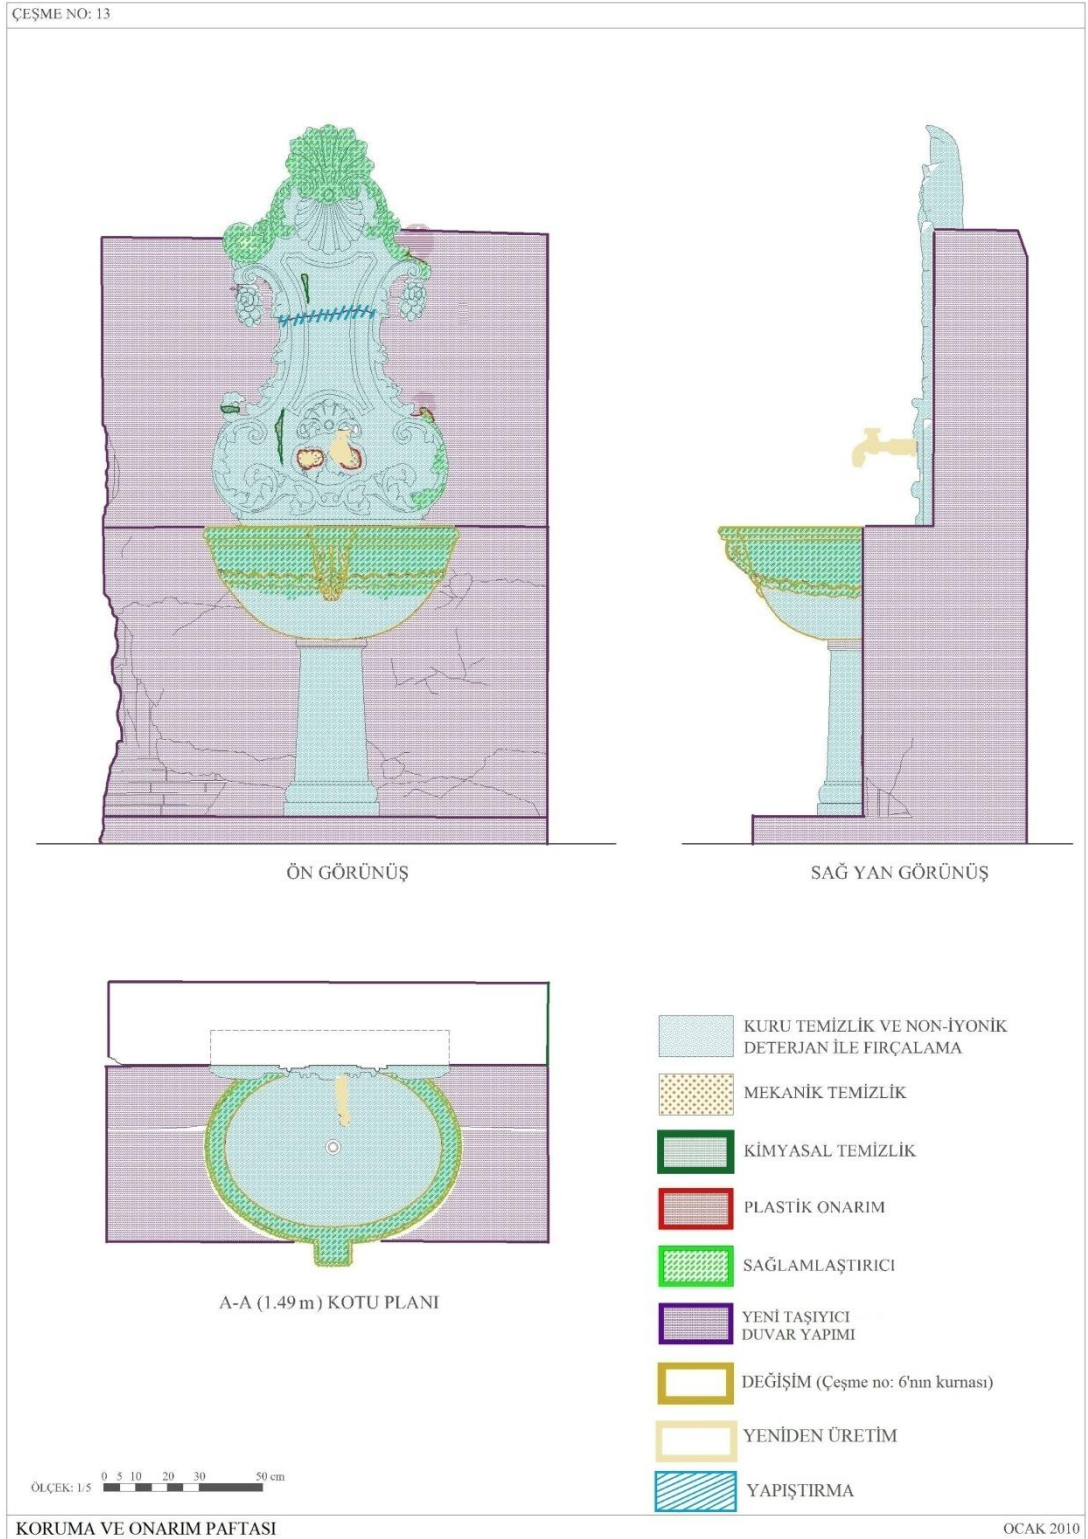 ÇEŞME NO: 13
ÖN GÖRÜNÜŞ
SAĞ YAN GÖRÜNÜŞ
A-A (1.49 m) KOTU PLANI
KURU TEMİZLİK VE NON-İYONİK
DETERJAN İLE FIRÇALAMA
MEKANİK TEMİZLİK
KİMYASAL TEMİZLİK
PLASTİK ONARIM
SAĞLAMLAŞTIRICI
YENİ TAŞIYICI
DUVAR YAPIMI
DEĞİŞİM (Çeşme no: 6'nın kurnası)
YENİDEN ÜRETİM
YAPIŞTIRMA
0 5 10 20 30 50 cm
ÖLÇEK: 1/5
KORUMA VE ONARIM PAFTASI
OCAK 2010